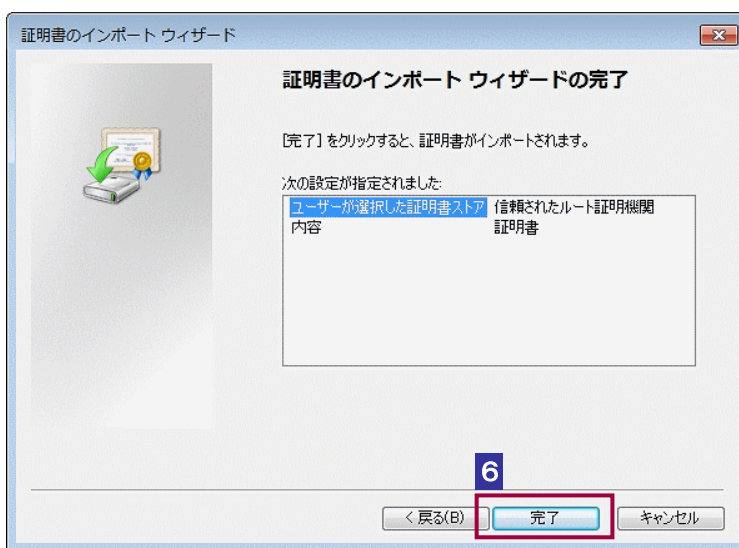 証明書のインポート ウィザード
証明書のインポート ウィザードの完了
[完了] をクリックすると、証明書がインポートされます。
次の設定が指定されました:
ユーザーが選択した証明書ストア 信頼されたルート証明機関
内容 証明書
6
< 戻る(B) 完了 キャンセル